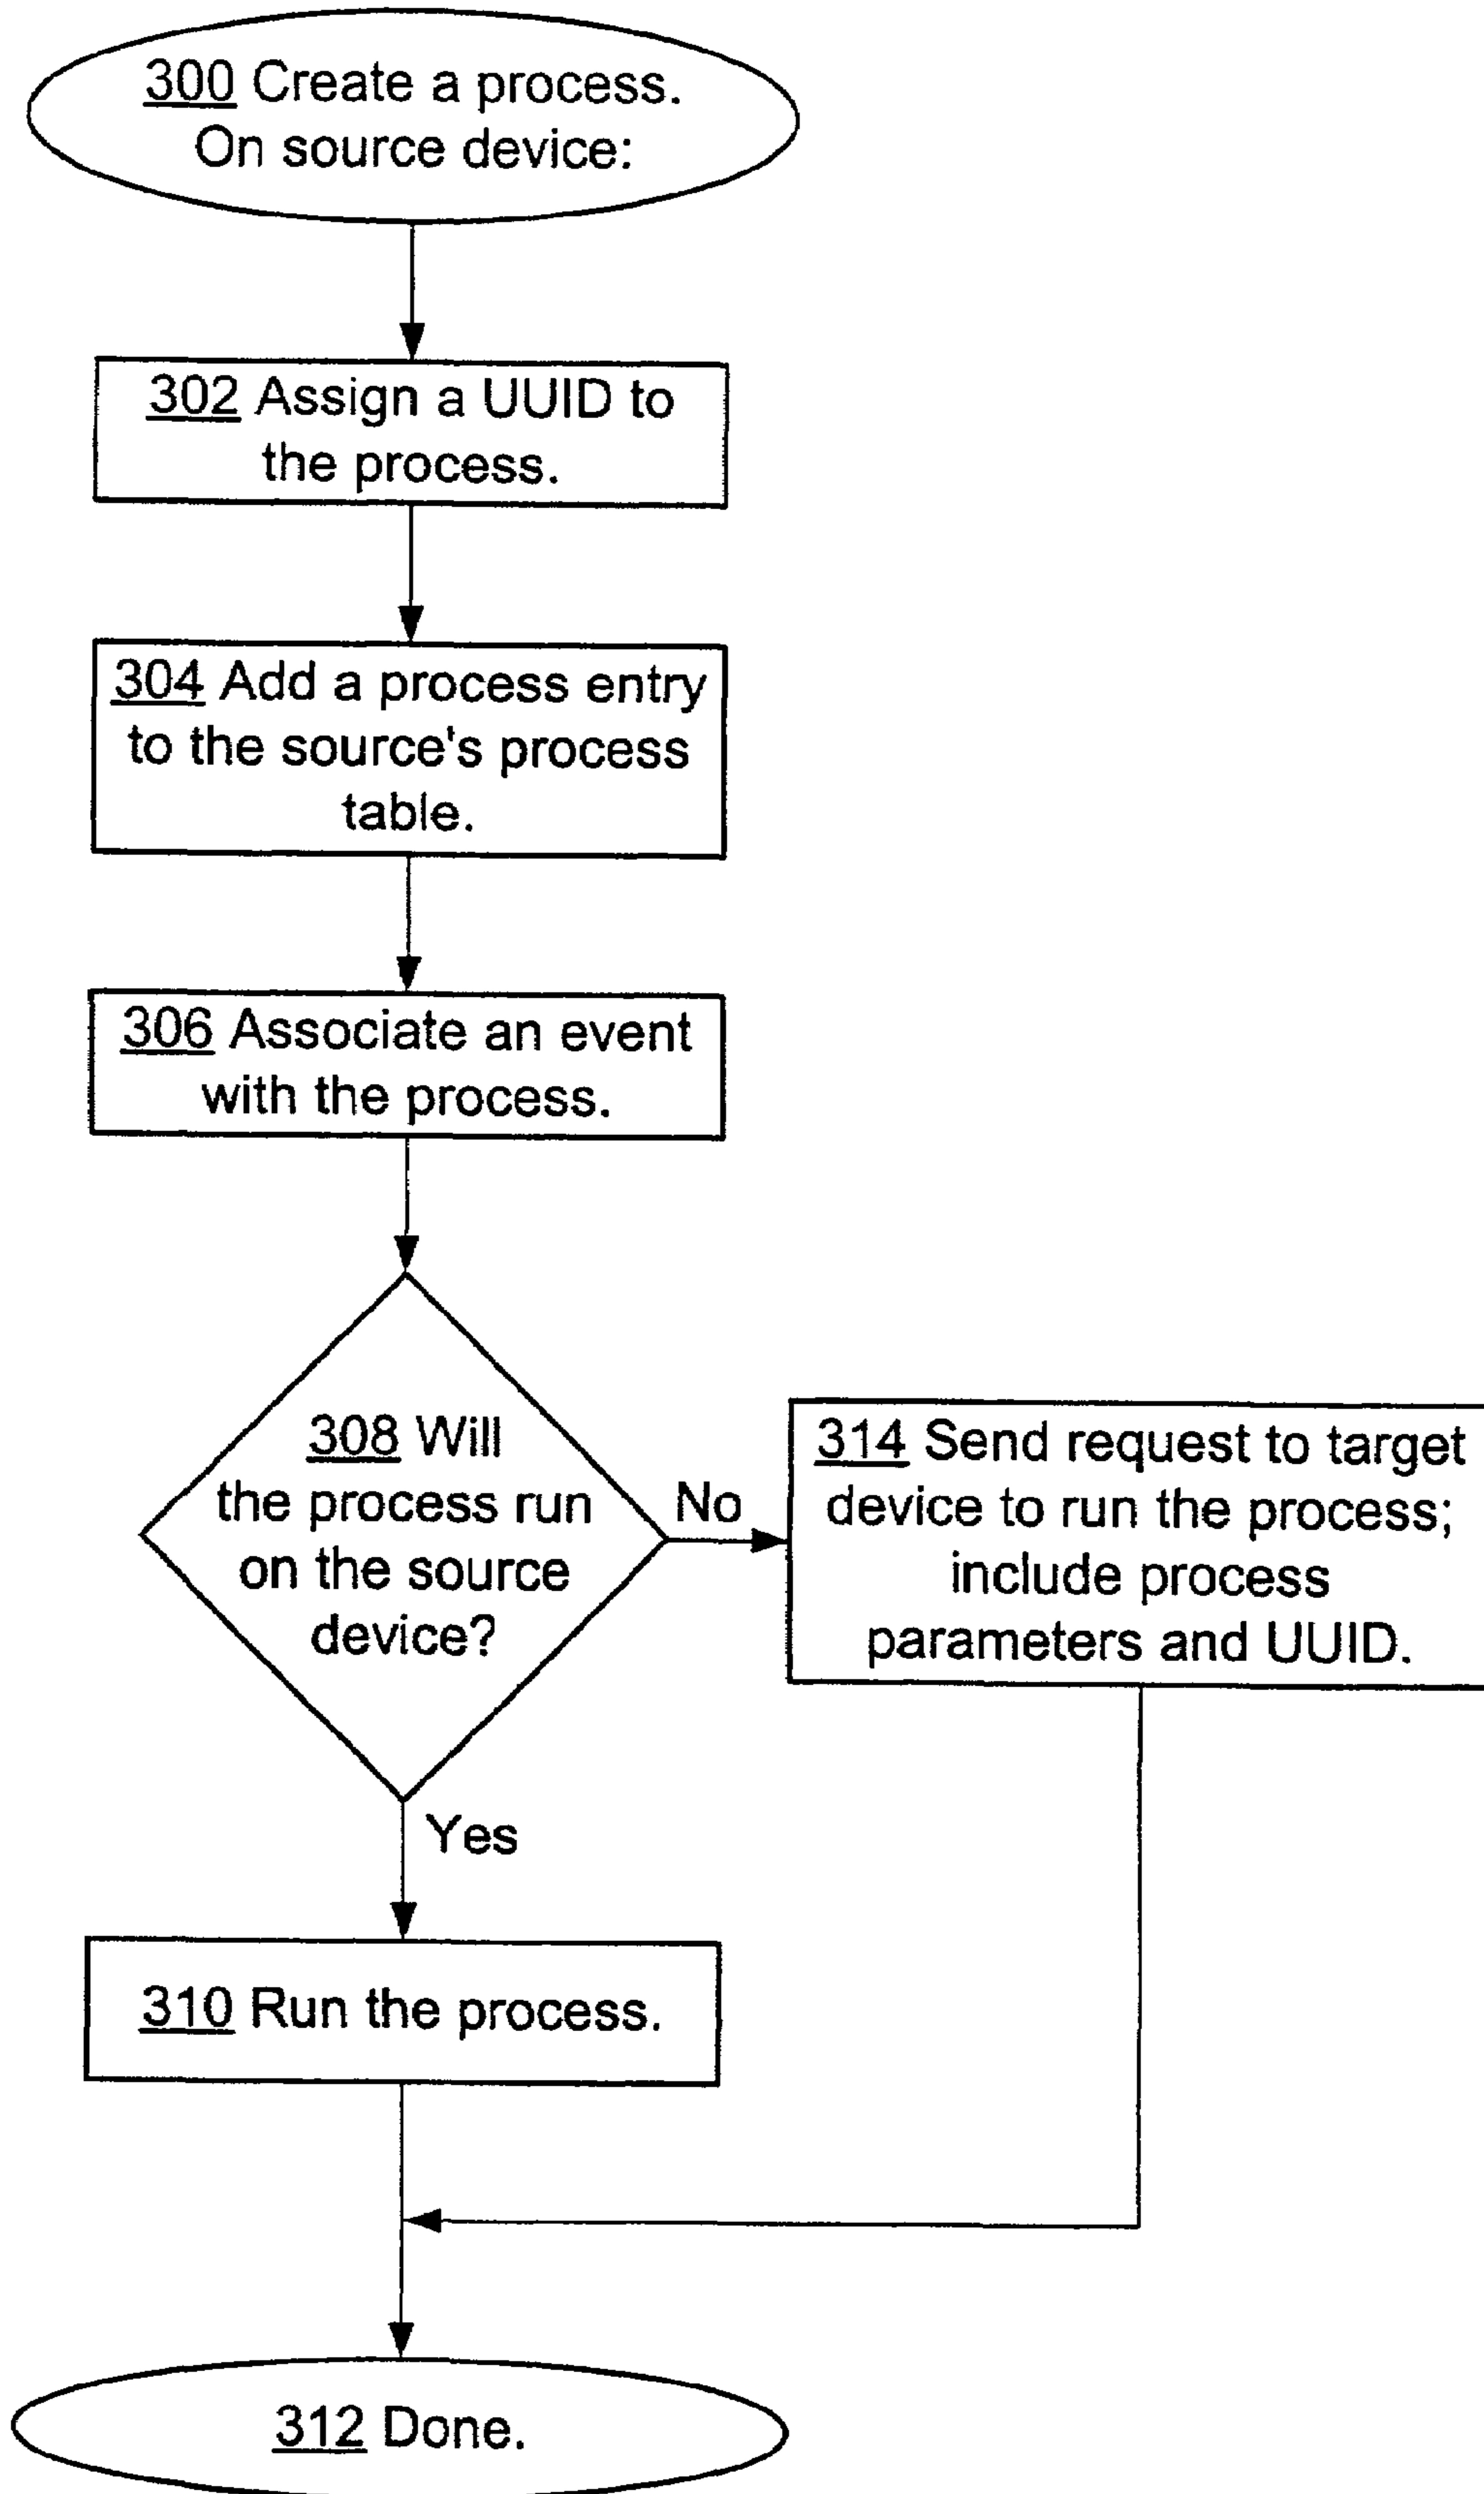 300 Create a process.
On source device:
302 Assign a UUID to
the process.
304 Add a process entry
to the source's process
table.
306 Associate an event
with the process.
308 Will
the process run
on the source
device?
No
314 Send request to target
device to run the process;
include process
parameters and UUID.
Yes
310 Run the process.
312 Done.